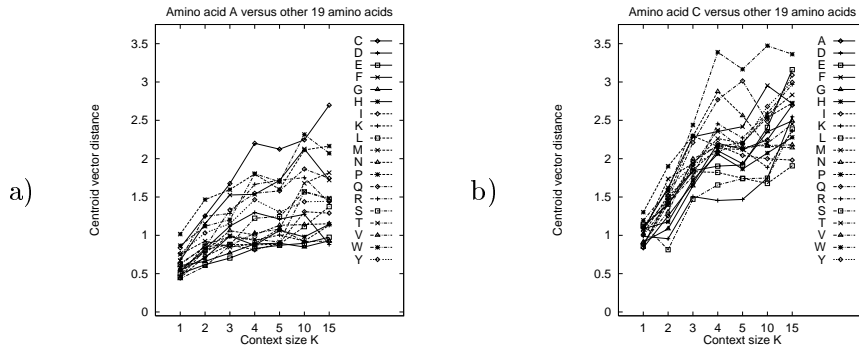 a)
Amino acid A versus other 19 amino acids
Centroid vector distance
3.5
3
2.5
2
1.5
1
0.5
0
1 2 3 4 5 10 15
Context size K
C
D
E
F
G
H
I
K
L
M
N
P
Q
R
S
T
V
W
Y
b)
Amino acid C versus other 19 amino acids
Centroid vector distance
3.5
3
2.5
2
1.5
1
0.5
0
1 2 3 4 5 10 15
Context size K
A
D
E
F
G
H
I
K
L
M
N
P
Q
R
S
T
V
W
Y